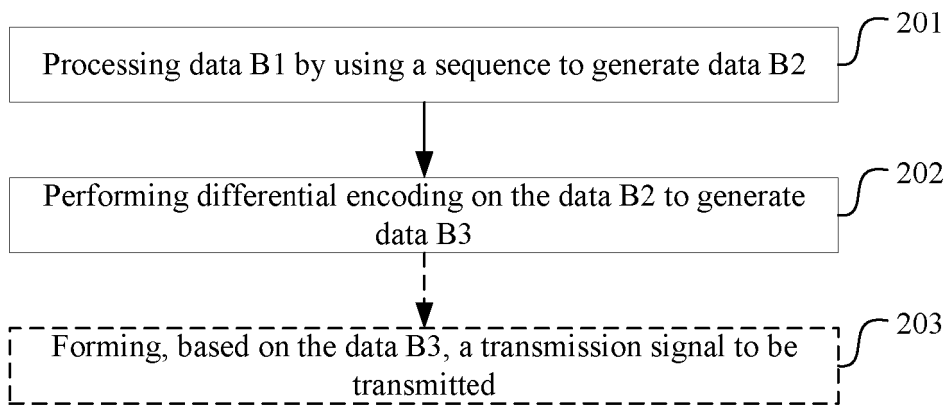 201
Processing data B1 by using a sequence to generate data B2
202
Performing differential encoding on the data B2 to generate
data B3
203
Forming, based on the data B3, a transmission signal to be
transmitted